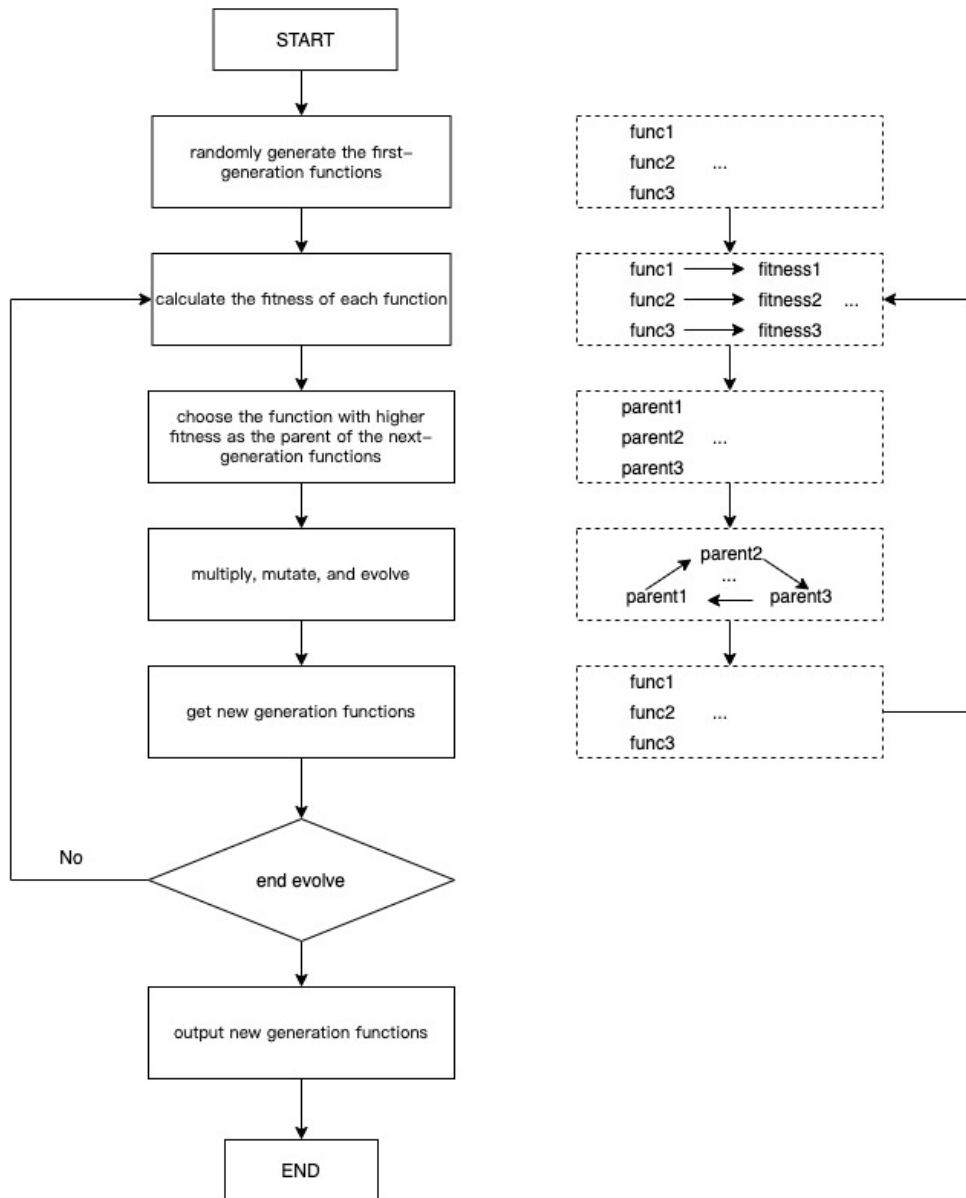 START
randomly generate the first-
generation functions
calculate the fitness of each function
choose the function with higher
fitness as the parent of the next-
generation functions
multiply, mutate, and evolve
get new generation functions
No
end evolve
output new generation functions
END
func1
func2 ...
func3
func1 fitness1
func2 fitness2 ...
func3 fitness3
parent1
parent2 ...
parent3
parent2
...
parent1 parent3
func1
func2 ...
func3